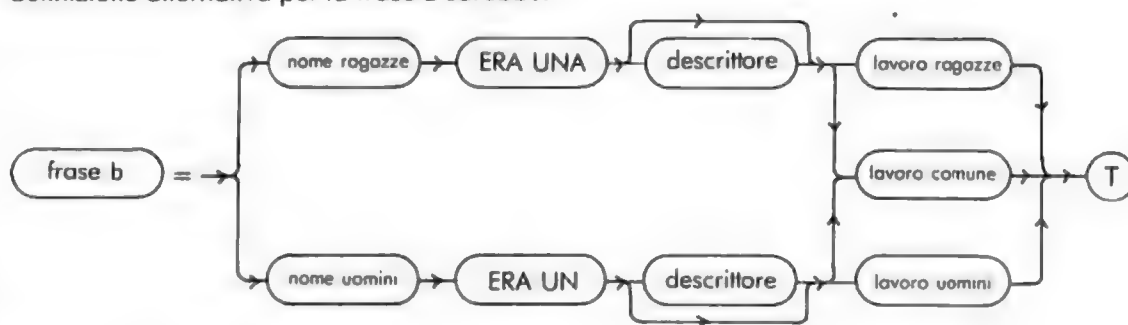 nome ragazze ERA UNA descrittore lavoro ragazze
frase b = lavoro comune T
nome uomini ERA UN descrittore lavoro uomini